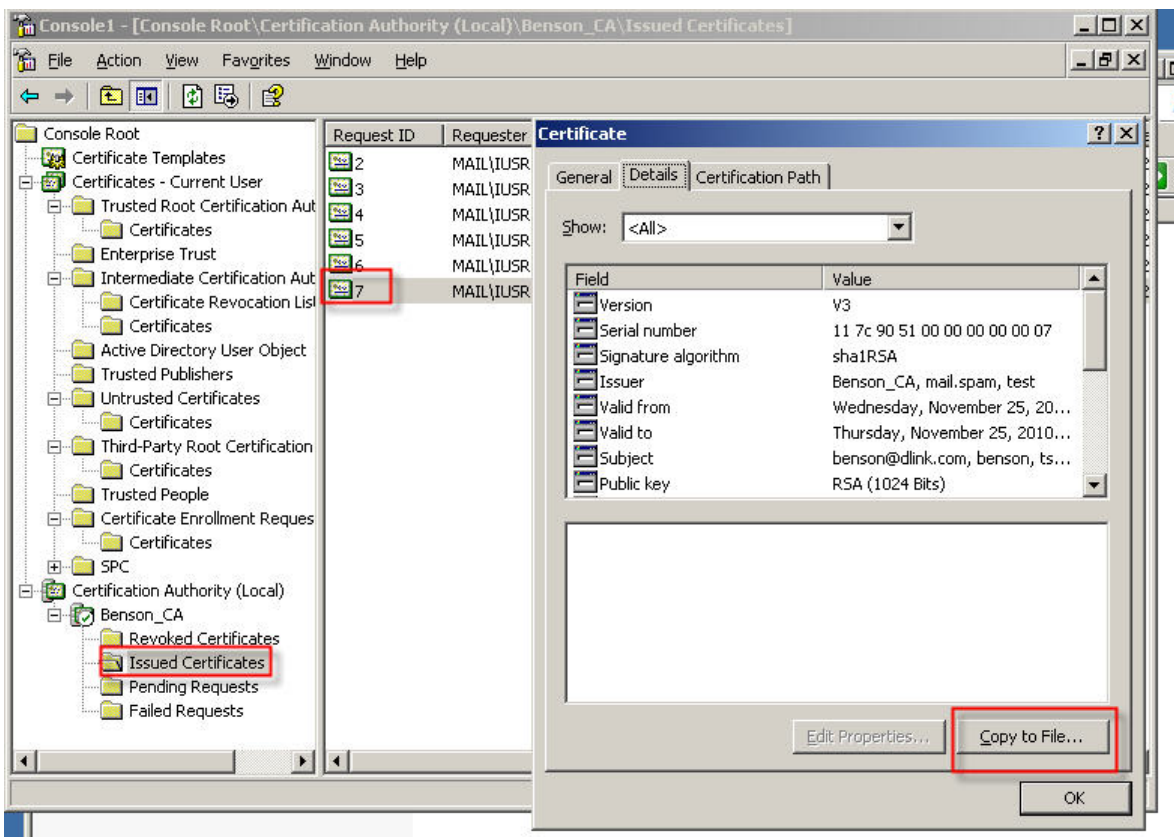 Console1 - [Console Root\Certification Authority (Local)\Benson_CA\Issued Certificates]
File Action View Favorites Window Help
Console Root
Certificate Templates
Certificates - Current User
Trusted Root Certification Aut
Certificates
Enterprise Trust
Intermediate Certification Aut
Certificate Revocation List
Certificates
Active Directory User Object
Trusted Publishers
Untrusted Certificates
Certificates
Third-Party Root Certification
Certificates
Trusted People
Certificate Enrollment Reques
Certificates
SPC
Certification Authority (Local)
Benson_CA
Revoked Certificates
Issued Certificates
Pending Requests
Failed Requests
Request ID Requester
2 MAIL\IUSR
3 MAIL\IUSR
4 MAIL\IUSR
5 MAIL\IUSR
6 MAIL\IUSR
7 MAIL\IUSR
Certificate
General Details Certification Path
Show: <All>
Field Value
Version V3
Serial number 11 7c 90 51 00 00 00 00 00 07
Signature algorithm sha1RSA
Issuer Benson_CA, mail.spam, test
Valid from Wednesday, November 25, 20...
Valid to Thursday, November 25, 2010...
Subject benson@dlink.com, benson, ts...
Public key RSA (1024 Bits)
Edit Properties... Copy to File...
OK